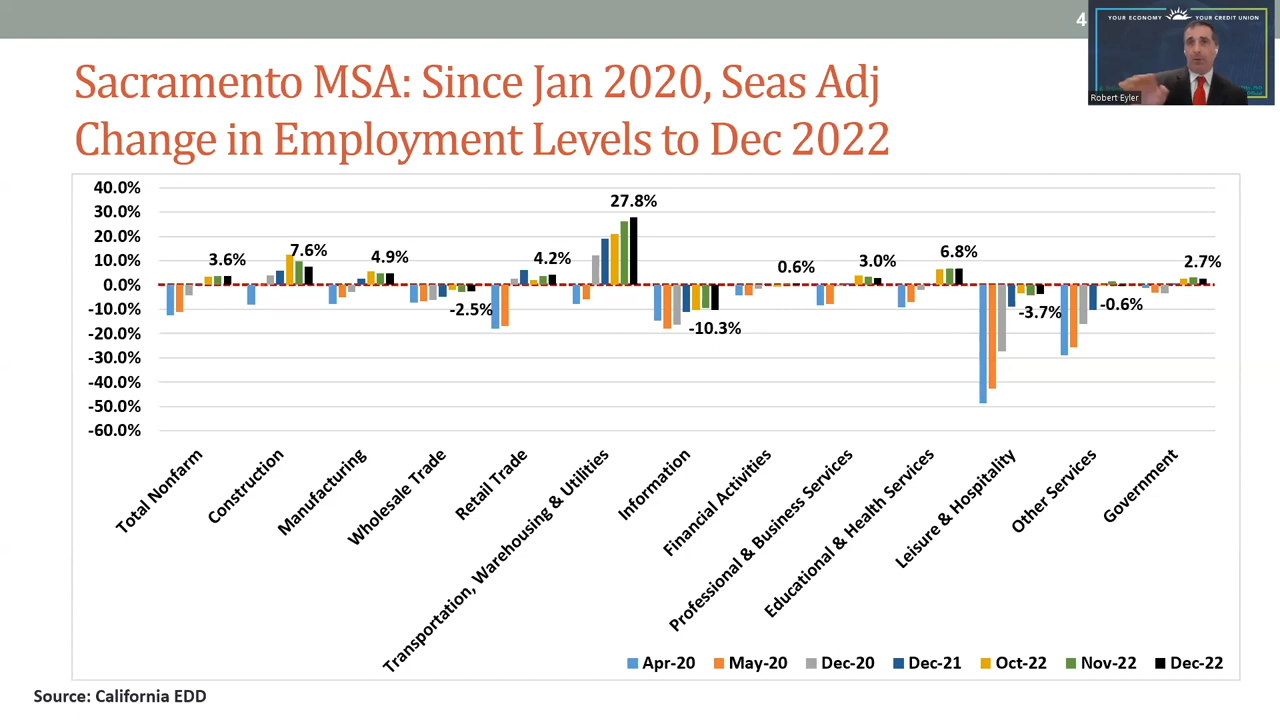 4
YOUR ECONOMY YOUR CREDIT UNION
Robert Eyler
Sacramento MSA: Since Jan 2020, Seas Adj
Change in Employment Levels to Dec 2022
40.0%
30.0%
20.0%
10.0%
0.0%
-10.0%
-20.0%
-30.0%
-40.0%
-50.0%
-60.0%
3.6%
7.6%
4.9%
-2.5%
4.2%
27.8%
-10.3%
0.6%
3.0%
6.8%
-3.7%
-0.6%
2.7%
Total Nonfarm
Construction
Manufacturing
Wholesale Trade
Retail Trade
Transportation, Warehousing & Utilities
Information
Financial Activities
Professional & Business Services
Educational & Health Services
Leisure & Hospitality
Other Services
Government
Apr-20 May-20 Dec-20 Dec-21 Oct-22 Nov-22 Dec-22
Source: California EDD